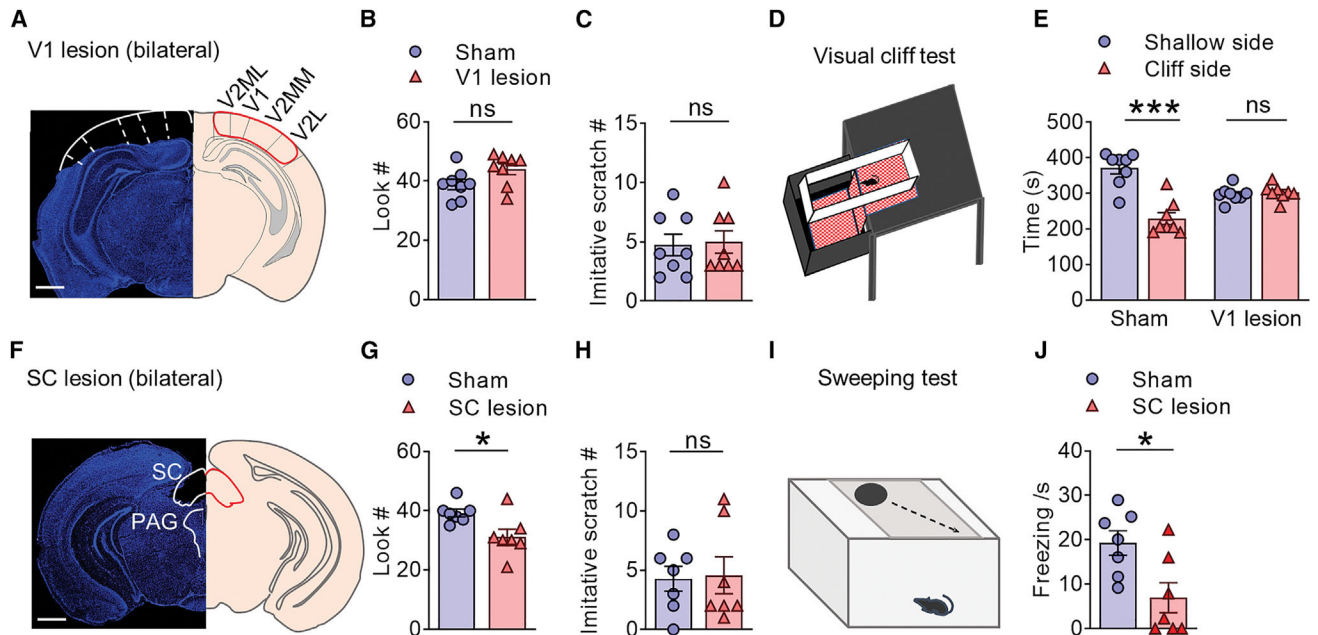 A
V1 lesion (bilateral)
V2ML
V1
V2MM
V2L
B
Sham
V1 lesion
ns
60
40
20
0
Look #
C
ns
15
10
5
0
Imitative scratch #
D
Visual cliff test
E
Shallow side
Cliff side
***
ns
500
400
300
200
100
0
Time (s)
Sham
V1 lesion
F
SC lesion (bilateral)
SC
PAG
G
Sham
SC lesion
*
60
40
20
0
Look #
H
ns
15
10
5
0
Imitative scratch #
I
Sweeping test
J
Sham
SC lesion
*
40
30
20
10
0
Freezing /s